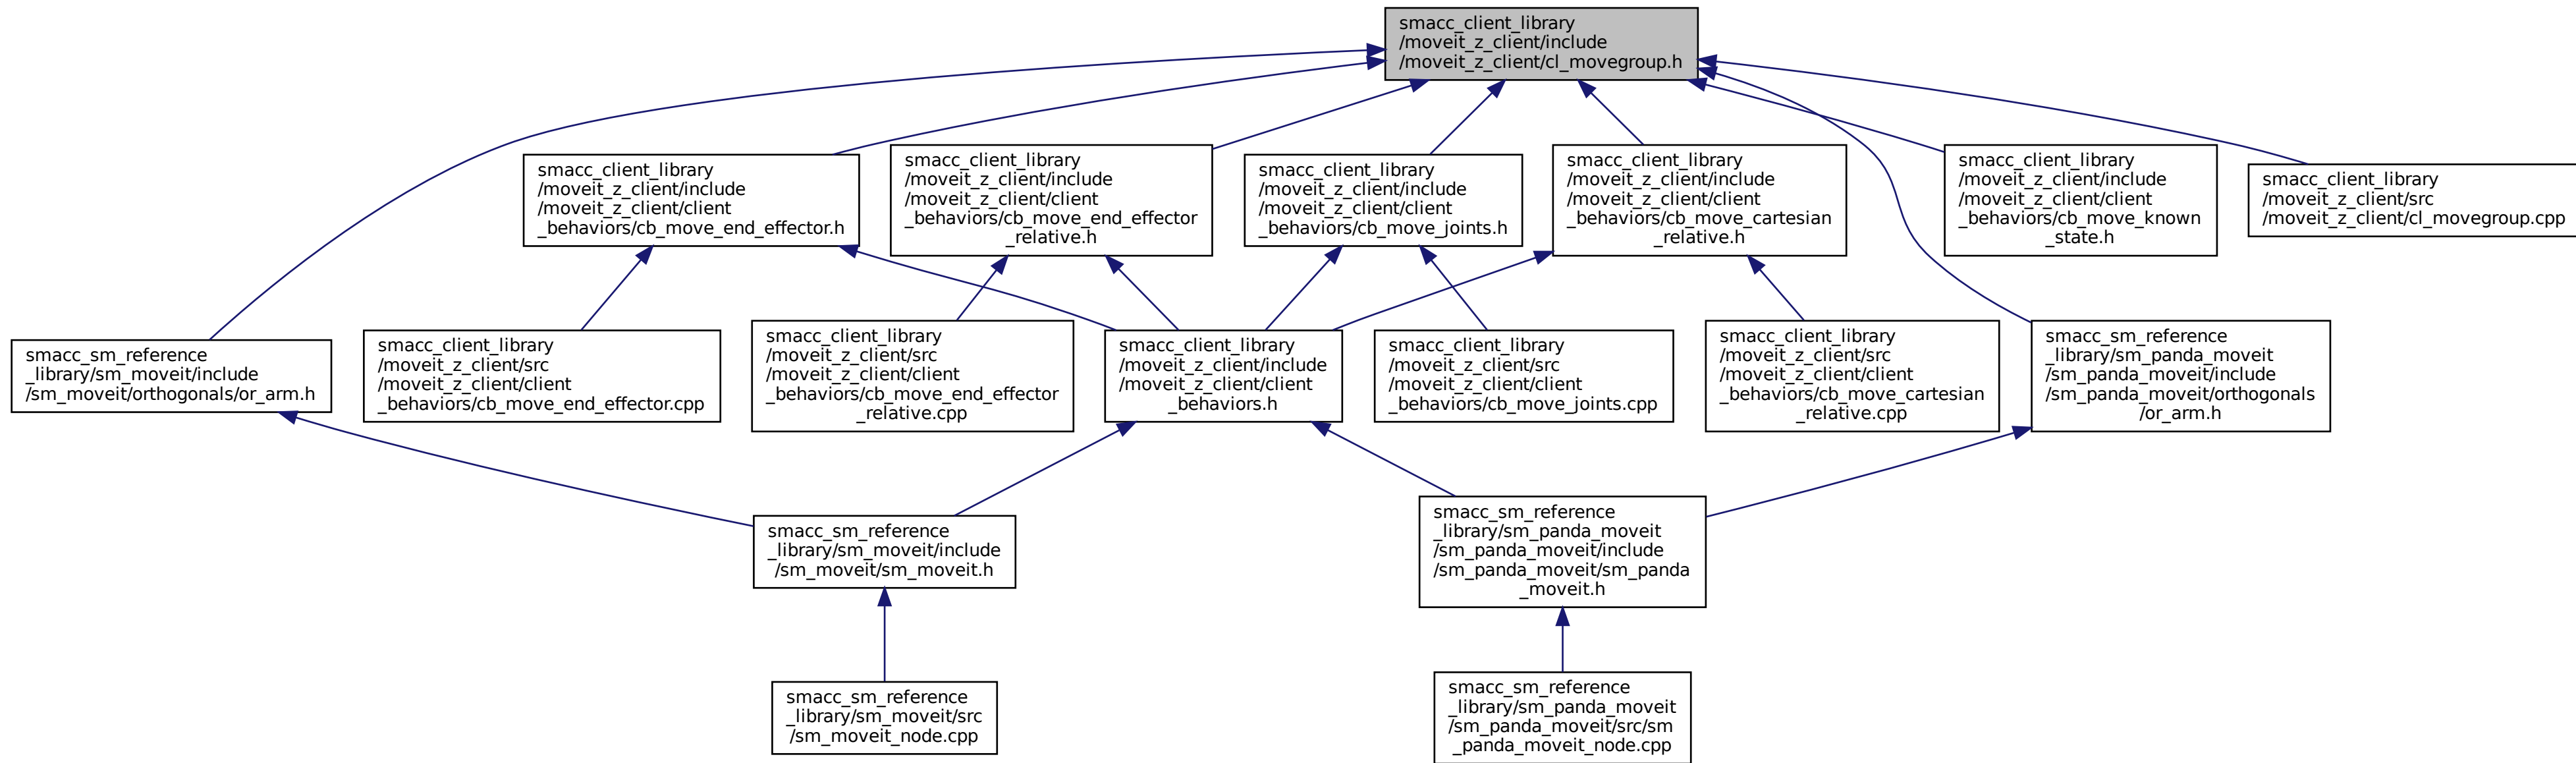 smacc_client_library
/moveit_z_client/include
/moveit_z_client/cl_movegroup.h
smacc_client_library
/moveit_z_client/include
/moveit_z_client/client
_behaviors/cb_move_end_effector.h
smacc_client_library
/moveit_z_client/include
/moveit_z_client/client
_behaviors/cb_move_end_effector
_relative.h
smacc_client_library
/moveit_z_client/include
/moveit_z_client/client
_behaviors/cb_move_joints.h
smacc_client_library
/moveit_z_client/include
/moveit_z_client/client
_behaviors/cb_move_cartesian
_relative.h
smacc_client_library
/moveit_z_client/include
/moveit_z_client/client
_behaviors/cb_move_known
_state.h
smacc_client_library
/moveit_z_client/src
/moveit_z_client/cl_movegroup.cpp
smacc_sm_reference
_library/sm_moveit/include
/sm_moveit/orthogonals/or_arm.h
smacc_client_library
/moveit_z_client/src
/moveit_z_client/client
_behaviors/cb_move_end_effector.cpp
smacc_client_library
/moveit_z_client/src
/moveit_z_client/client
_behaviors/cb_move_end_effector
_relative.cpp
smacc_client_library
/moveit_z_client/include
/moveit_z_client/client
_behaviors.h
smacc_client_library
/moveit_z_client/src
/moveit_z_client/client
_behaviors/cb_move_joints.cpp
smacc_client_library
/moveit_z_client/src
/moveit_z_client/client
_behaviors/cb_move_cartesian
_relative.cpp
smacc_sm_reference
_library/sm_panda_moveit
/sm_panda_moveit/include
/sm_panda_moveit/orthogonals
/or_arm.h
smacc_sm_reference
_library/sm_moveit/include
/sm_moveit/sm_moveit.h
smacc_sm_reference
_library/sm_panda_moveit
/sm_panda_moveit/include
/sm_panda_moveit/sm_panda
_moveit.h
smacc_sm_reference
_library/sm_moveit/src
/sm_moveit_node.cpp
smacc_sm_reference
_library/sm_panda_moveit
/sm_panda_moveit/src/sm
_panda_moveit_node.cpp